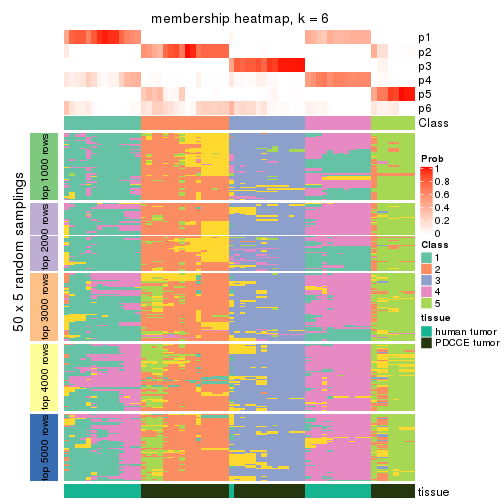 membership heatmap, k = 6
p1
p2
p3
p4
p5
p6
Class
50 x 5 random samplings
top 1000 rows
top 2000 rows
top 3000 rows
top 4000 rows
top 5000 rows
Prob
1
0.8
0.6
0.4
0.2
0
Class
1
2
3
4
5
tissue
human tumor
PDCCE tumor
tissue